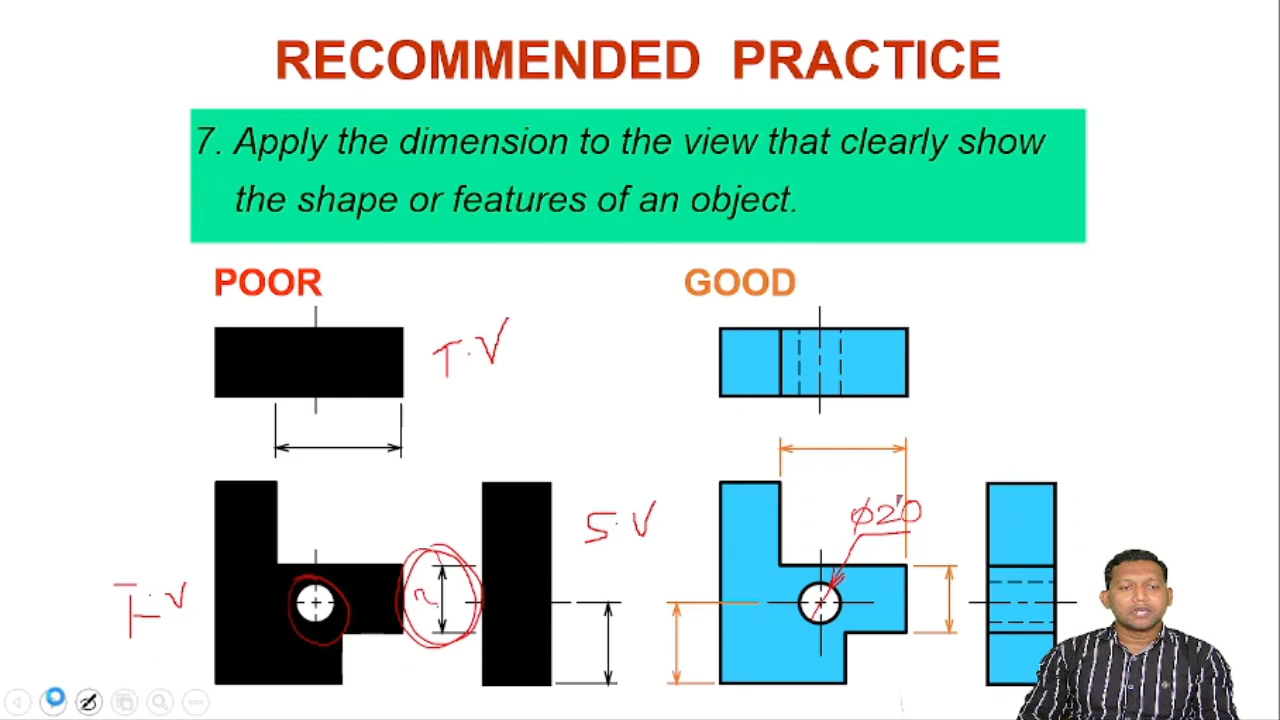 RECOMMENDED PRACTICE
7. Apply the dimension to the view that clearly show
the shape or features of an object.
POOR
GOOD
T.V
S.V
ϕ20
F.V